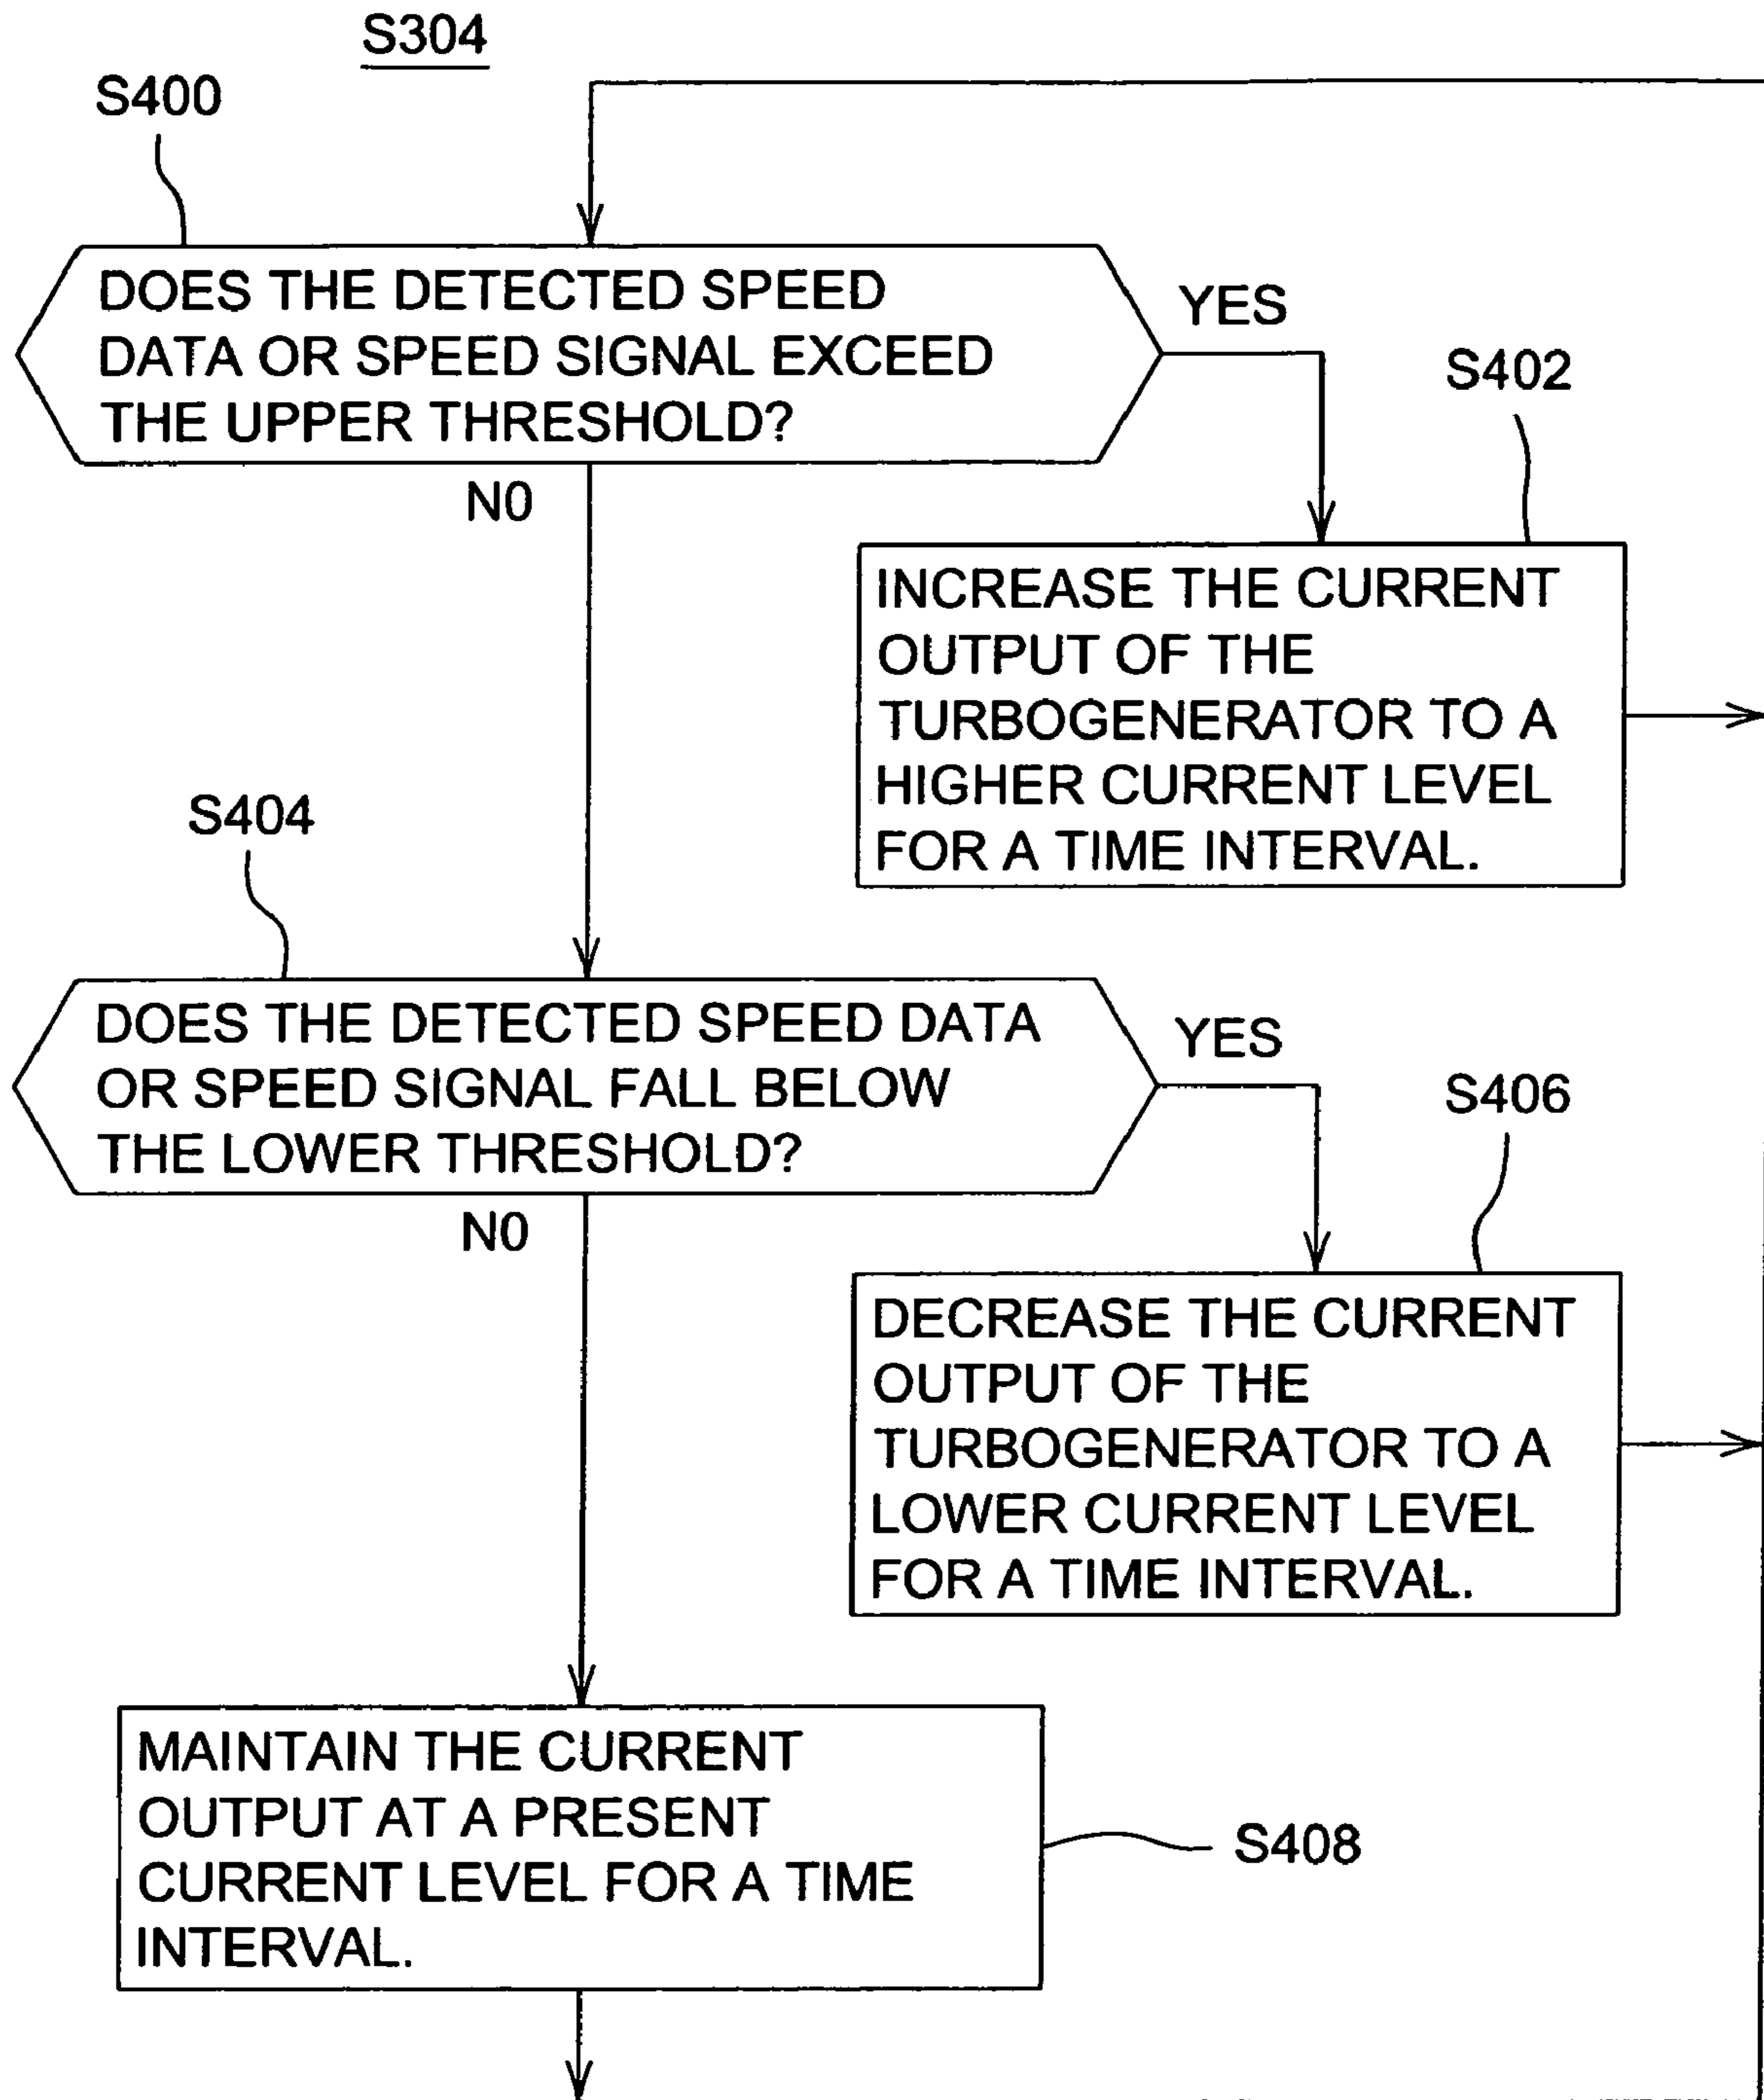 S304
S400
DOES THE DETECTED SPEED
DATA OR SPEED SIGNAL EXCEED
THE UPPER THRESHOLD?
YES
N0
S402
INCREASE THE CURRENT
OUTPUT OF THE
TURBOGENERATOR TO A
HIGHER CURRENT LEVEL
FOR A TIME INTERVAL.
S404
DOES THE DETECTED SPEED DATA
OR SPEED SIGNAL FALL BELOW
THE LOWER THRESHOLD?
YES
N0
S406
DECREASE THE CURRENT
OUTPUT OF THE
TURBOGENERATOR TO A
LOWER CURRENT LEVEL
FOR A TIME INTERVAL.
MAINTAIN THE CURRENT
OUTPUT AT A PRESENT
CURRENT LEVEL FOR A TIME
INTERVAL.
S408